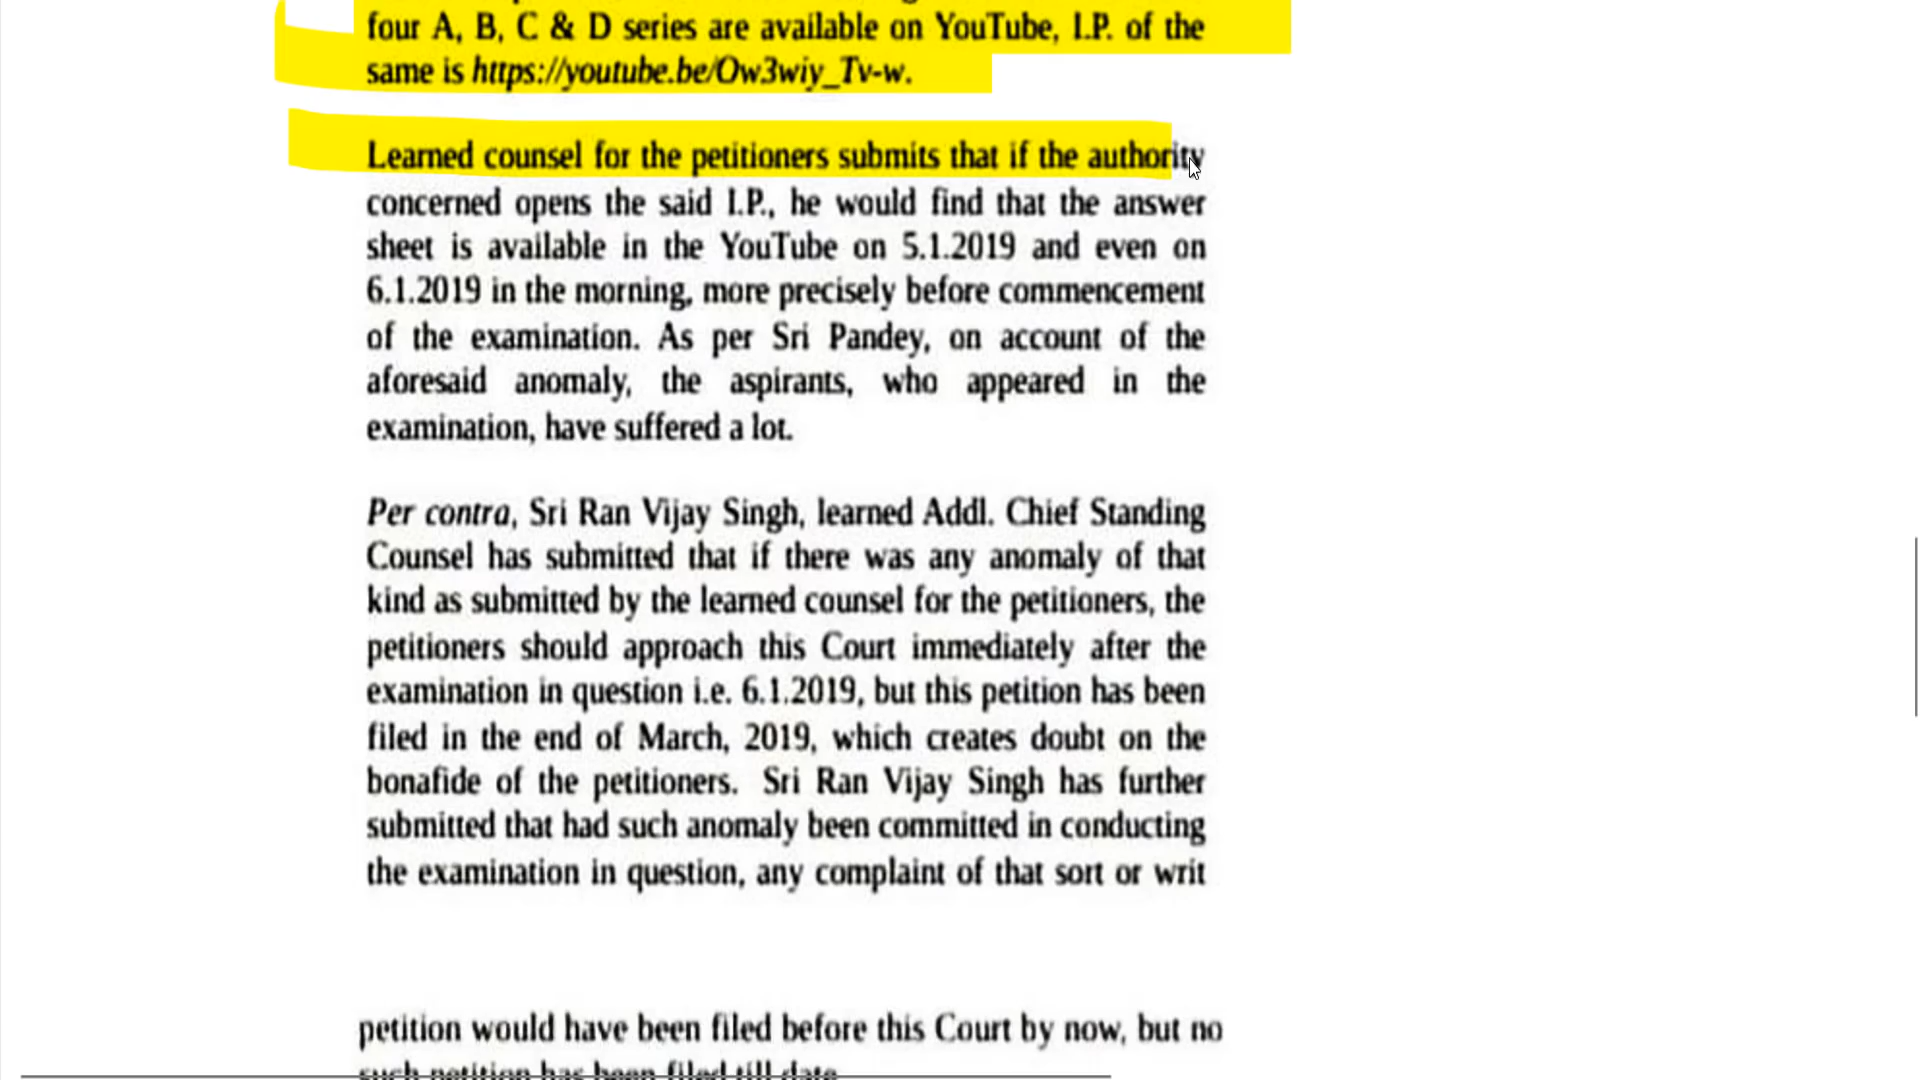 four A, B, C & D series are available on YouTube, I.P. of the
same is https://youtube.be/Ow3wiy_Tv-w.
Learned counsel for the petitioners submits that if the authority
concerned opens the said I.P., he would find that the answer
sheet is available in the YouTube on 5.1.2019 and even on
6.1.2019 in the morning, more precisely before commencement
of the examination. As per Sri Pandey, on account of the
aforesaid anomaly, the aspirants, who appeared in the
examination, have suffered a lot.
Per contra, Sri Ran Vijay Singh, learned Addl. Chief Standing
Counsel has submitted that if there was any anomaly of that
kind as submitted by the learned counsel for the petitioners, the
petitioners should approach this Court immediately after the
examination in question i.e. 6.1.2019, but this petition has been
filed in the end of March, 2019, which creates doubt on the
bonafide of the petitioners. Sri Ran Vijay Singh has further
submitted that had such anomaly been committed in conducting
the examination in question, any complaint of that sort or writ
petition would have been filed before this Court by now, but no
such petition has been filed till date